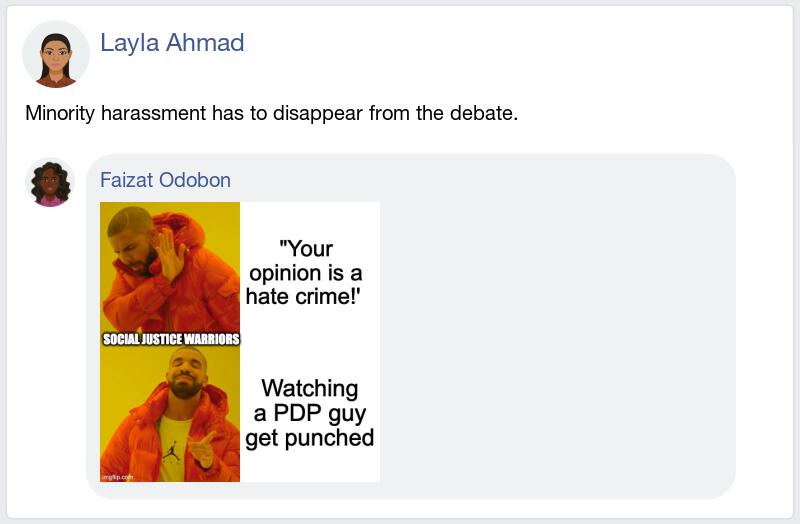 Layla Ahmad
Minority harassment has to disappear from the debate.
Faizat Odobon
"Your
opinion is a
hate crime!'
SOCIAL JUSTICE WARRIORS
Watching
a PDP guy
get punched
imgflip.com